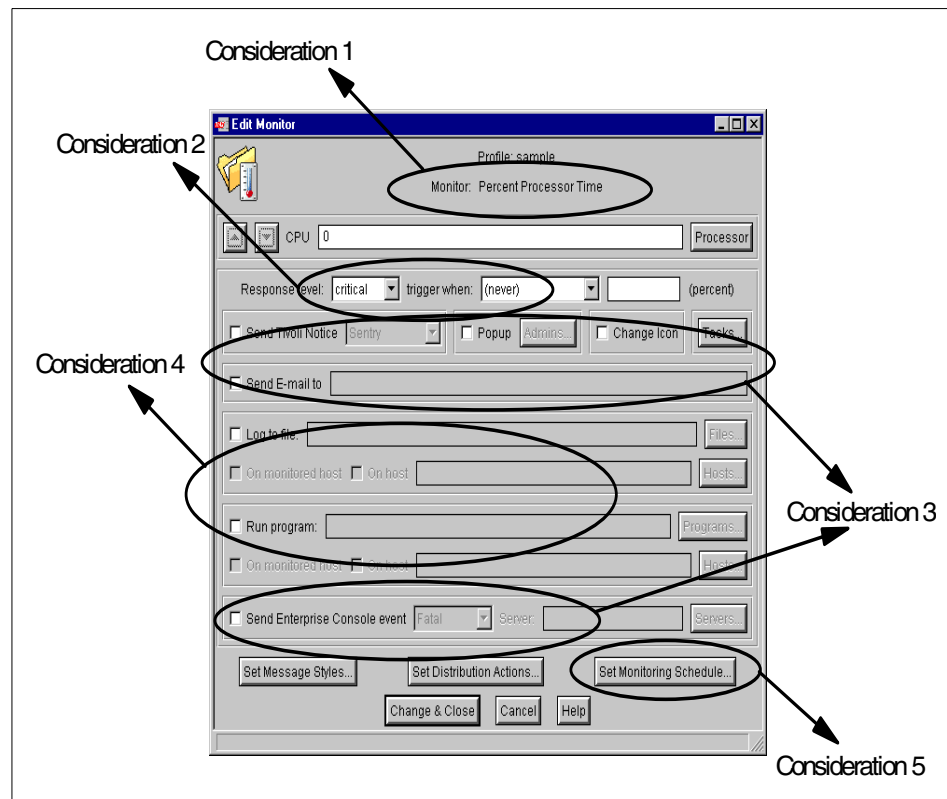 Consideration 1
Edit Monitor
Consideration 2
Profile: sample
Monitor: Percent Processor Time
CPU 0 Processor
Response level: critical trigger when: (never) (percent)
Send Tivoli Notice Sentry Popup Admins... Change Icon Tasks...
Consideration 4
Send E-mail to
Log to file: Files...
On monitored host On host Hosts...
Consideration 3
Run program: Programs...
On monitored host On host Hosts...
Send Enterprise Console event Fatal Server: Servers...
Set Message Styles... Set Distribution Actions... Set Monitoring Schedule...
Change & Close Cancel Help
Consideration 5